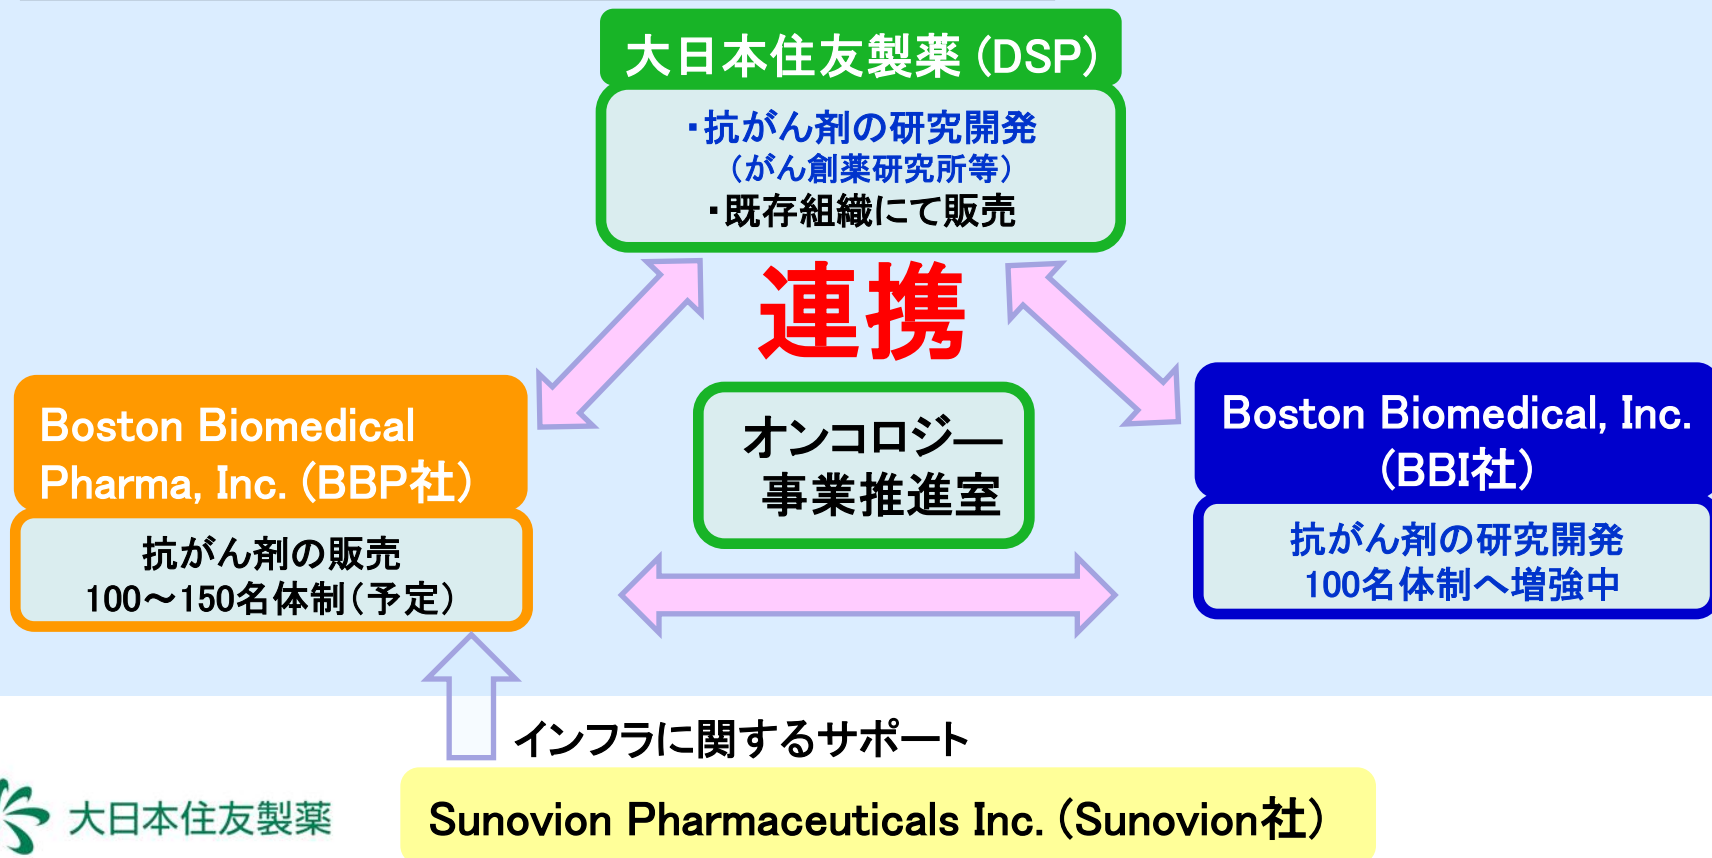 大日本住友製薬 (DSP)
・抗がん剤の研究開発
（がん創薬研究所等）
・既存組織にて販売
連携
Boston Biomedical
Pharma, Inc. (BBP社)
抗がん剤の販売
100～150名体制（予定）
オンコロジー
事業推進室
Boston Biomedical, Inc.
(BBI社)
抗がん剤の研究開発
100名体制へ増強中
インフラに関するサポート
大日本住友製薬
Sunovion Pharmaceuticals Inc. (Sunovion社)